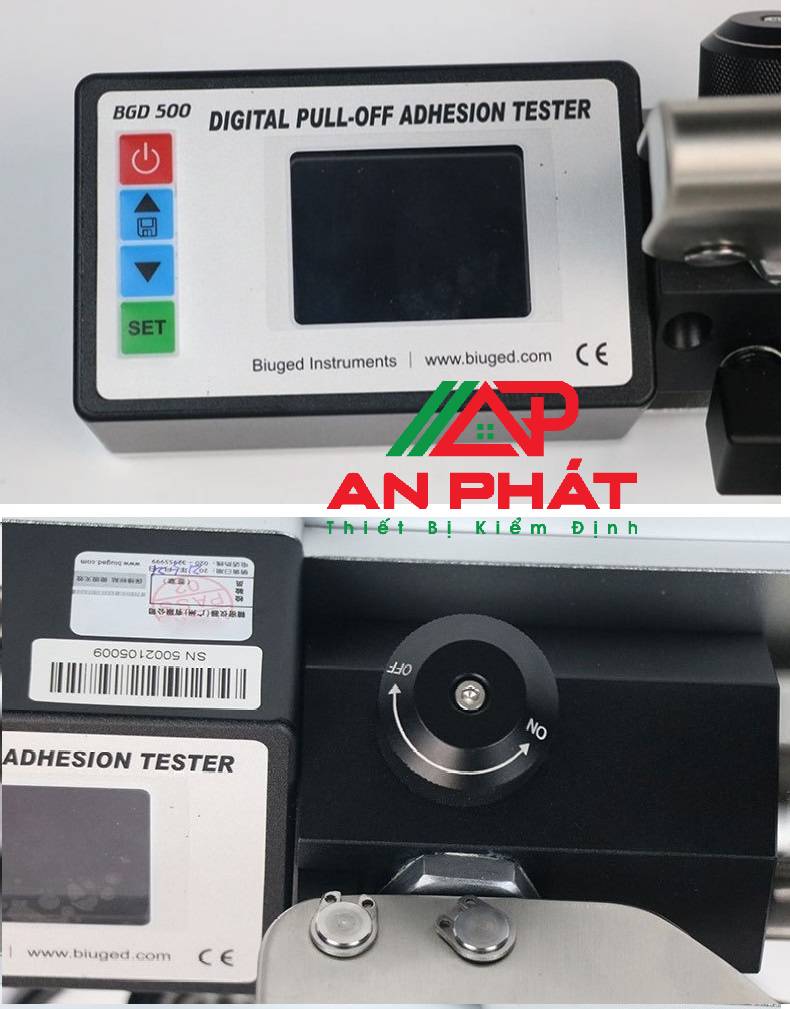 BGD 500 DIGITAL PULL-OFF ADHESION TESTER
SET
Biuged Instruments | www.biuged.com CE
AP
AN PHÁT
Thiết Bị Kiểm Định
www.biuged.com
SN 5002105009
OFF
ON
ADHESION TESTER
| www.biuged.com CE